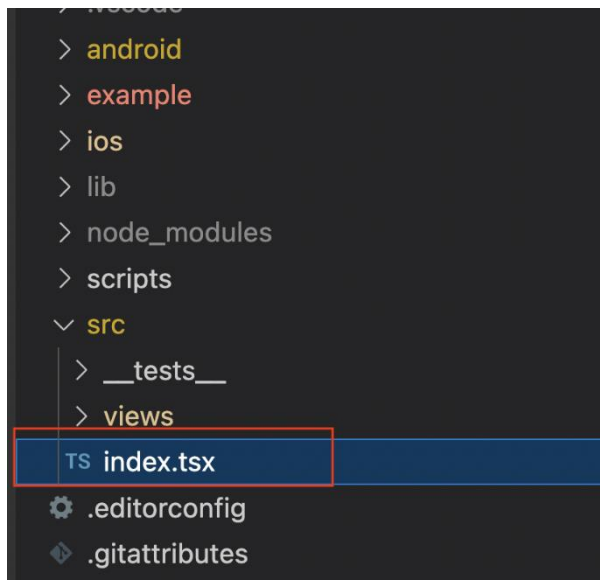 android
example
ios
lib
node_modules
scripts
src
__tests__
views
TS index.tsx
.editorconfig
.gitattributes